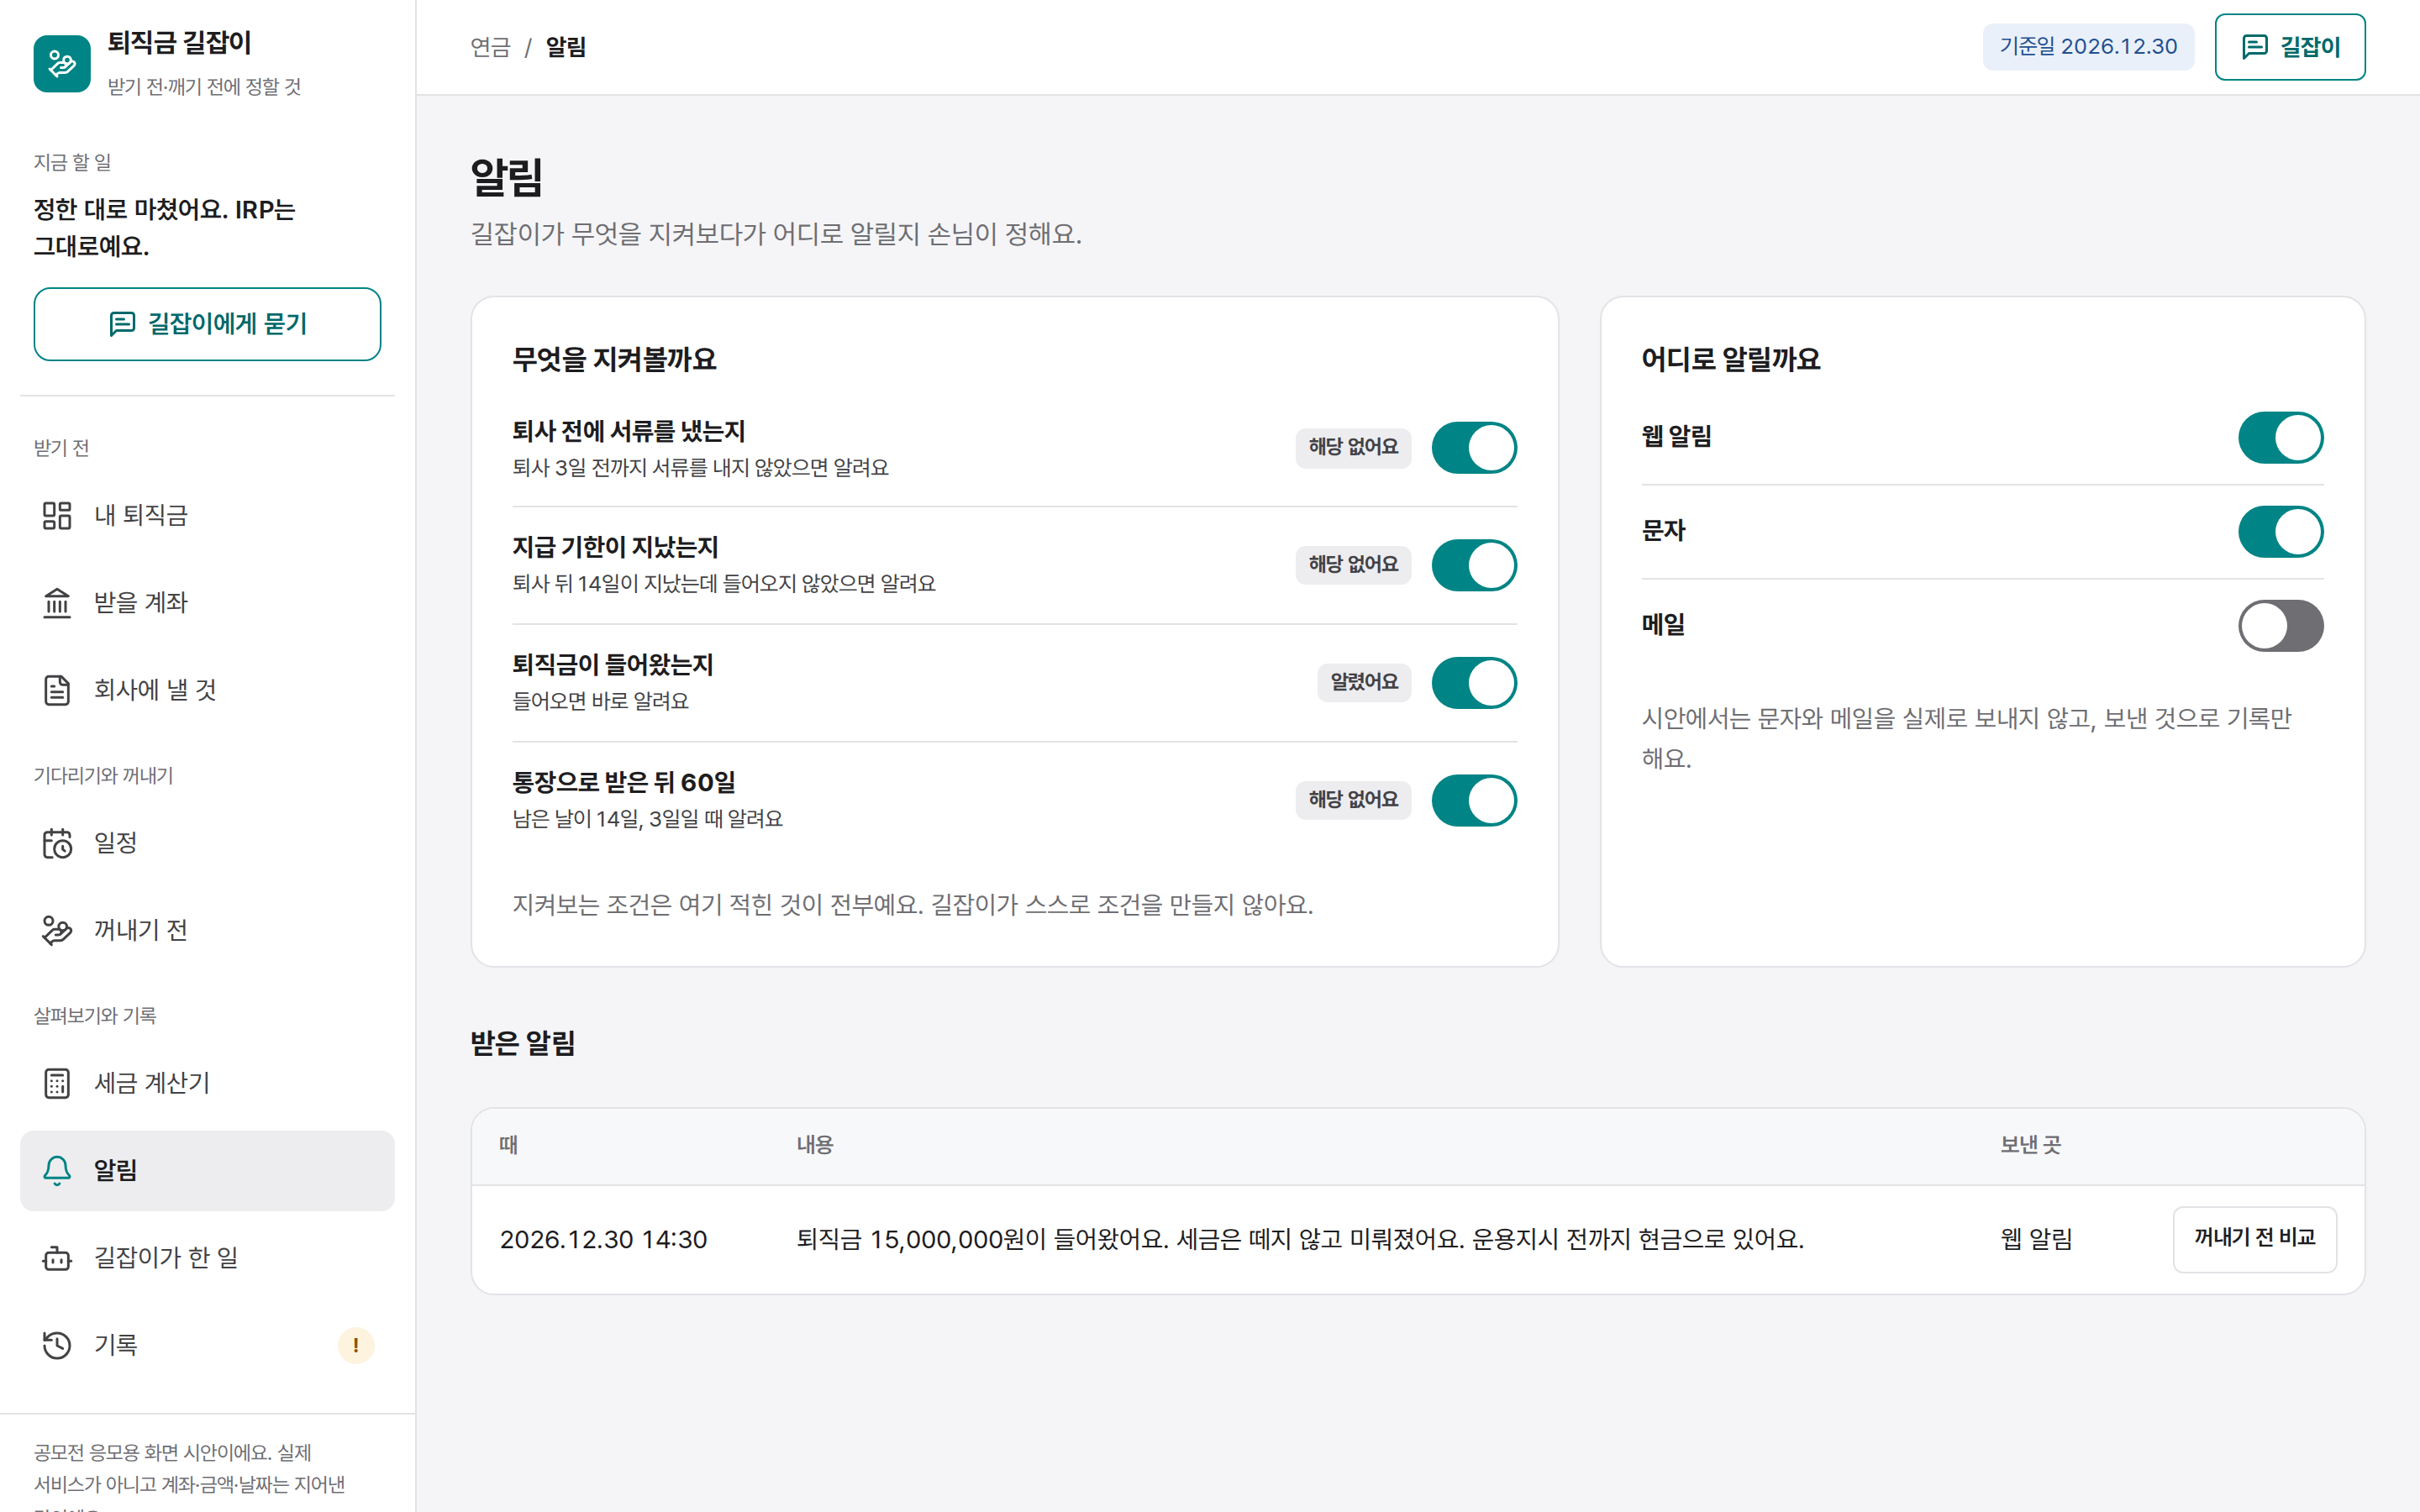 퇴직금 길잡이
받기 전·깨기 전에 정할 것
지금 할 일
정한 대로 마쳤어요. IRP는
그대로예요.
길잡이에게 묻기
받기 전
내 퇴직금
받을 계좌
회사에 낼 것
기다리기와 꺼내기
일정
꺼내기 전
살펴보기와 기록
세금 계산기
알림
길잡이가 한 일
기록 !
공모전 응모용 화면 시안이에요. 실제
서비스가 아니고 계좌·금액·날짜는 지어낸
연금 / 알림
기준일 2026.12.30
길잡이
알림
길잡이가 무엇을 지켜보다가 어디로 알릴지 손님이 정해요.
무엇을 지켜볼까요
퇴사 전에 서류를 냈는지
퇴사 3일 전까지 서류를 내지 않았으면 알려요
해당 없어요
지급 기한이 지났는지
퇴사 뒤 14일이 지났는데 들어오지 않았으면 알려요
해당 없어요
퇴직금이 들어왔는지
들어오면 바로 알려요
알렸어요
통장으로 받은 뒤 60일
남은 날이 14일, 3일일 때 알려요
해당 없어요
지켜보는 조건은 여기 적힌 것이 전부예요. 길잡이가 스스로 조건을 만들지 않아요.
어디로 알릴까요
웹 알림
문자
메일
시안에서는 문자와 메일을 실제로 보내지 않고, 보낸 것으로 기록만
해요.
받은 알림
때 내용 보낸 곳
2026.12.30 14:30 퇴직금 15,000,000원이 들어왔어요. 세금은 떼지 않고 미뤄졌어요. 운용지시 전까지 현금으로 있어요. 웹 알림 꺼내기 전 비교